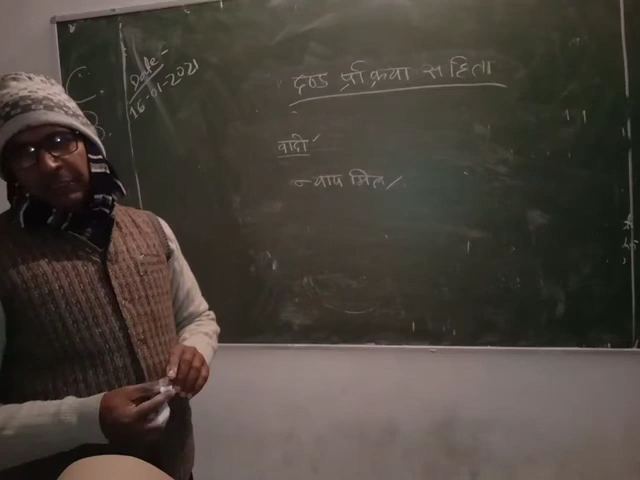 Date:-
16-01-2021
दण्ड प्रक्रिया संहिता
वादी
न्याय मित्र